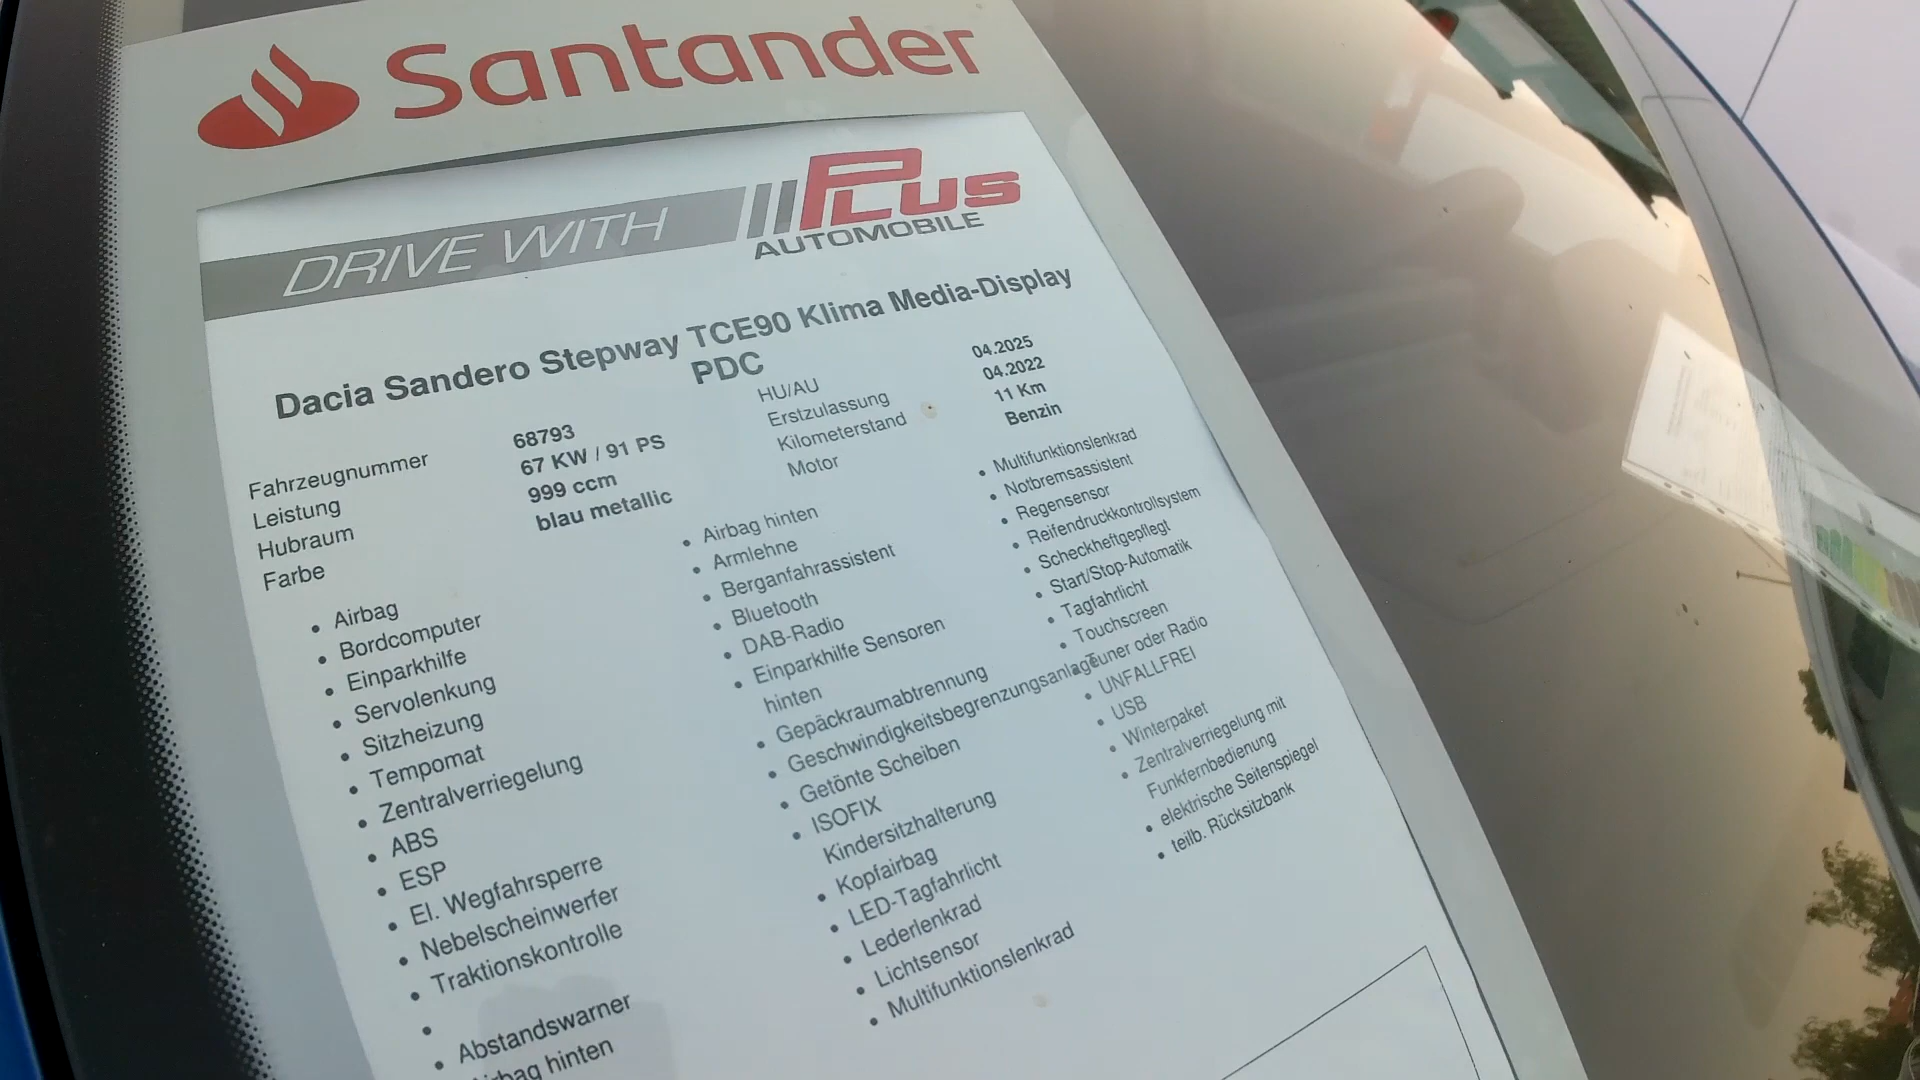 Santander
DRIVE WITH PLUS
AUTOMOBILE
Dacia Sandero Stepway TCE90 Klima Media-Display
PDC
Fahrzeugnummer 68793
Leistung 67 KW / 91 PS
Hubraum 999 ccm
Farbe blau metallic
HU/AU 04.2025
Erstzulassung 04.2022
Kilometerstand 11 Km
Motor Benzin
• Airbag
• Bordcomputer
• Einparkhilfe
• Servolenkung
• Sitzheizung
• Tempomat
• Zentralverriegelung
• ABS
• ESP
• El. Wegfahrsperre
• Nebelscheinwerfer
• Traktionskontrolle
•
• Abstandswarner
Airbag hinten
• Airbag hinten
• Armlehne
• Berganfahrassistent
• Bluetooth
• DAB-Radio
• Einparkhilfe Sensoren
hinten
• Gepäckraumabtrennung
• Geschwindigkeitsbegrenzungsanlage
• Getönte Scheiben
• ISOFIX
Kindersitzhalterung
• Kopfairbag
• LED-Tagfahrlicht
• Lederlenkrad
• Lichtsensor
• Multifunktionslenkrad
• Multifunktionslenkrad
• Notbremsassistent
• Regensensor
• Reifendruckkontrollsystem
• Scheckheftgepflegt
• Start/Stop-Automatik
• Tagfahrlicht
• Touchscreen
• Tuner oder Radio
• UNFALLFREI
• USB
• Winterpaket
• Zentralverriegelung mit
Funkfernbedienung
• elektrische Seitenspiegel
• teilb. Rücksitzbank